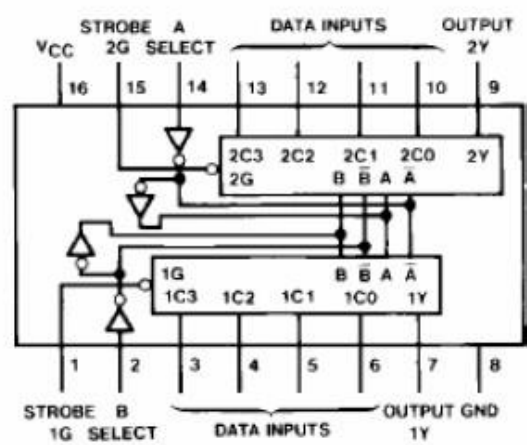 STROBE A DATA INPUTS OUTPUT
VCC 2G SELECT 2Y
16 15 14 13 12 11 10 9
2C3 2C2 2C1 2C0 2Y
2G B B̅ A A̅
1G B B̅ A A̅
1C3 1C2 1C1 1C0 1Y
1 2 3 4 5 6 7 8
STROBE B DATA INPUTS OUTPUT GND
1G SELECT 1Y